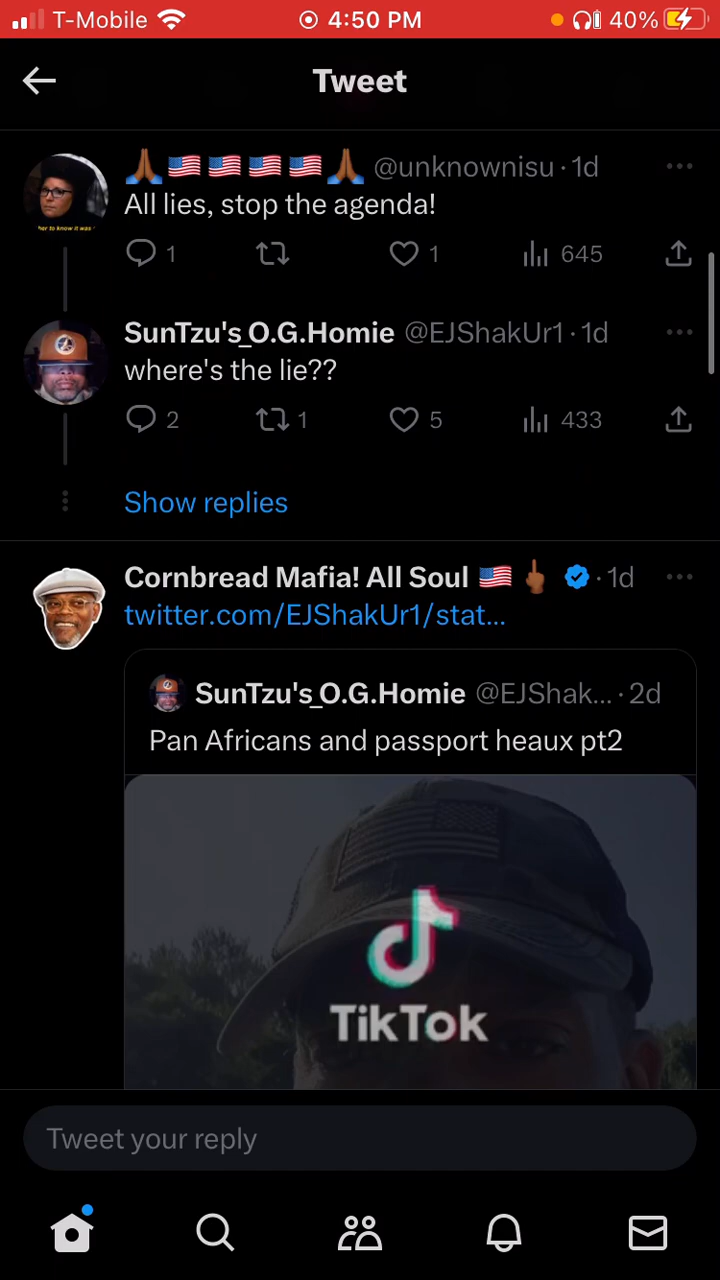 T-Mobile 4:50 PM 40%
Tweet
🙏🏾🇺🇸🇺🇸🇺🇸🇺🇸🙏🏾 @unknownisu · 1d
All lies, stop the agenda!
1 1 645
SunTzu's_O.G.Homie @EJShakUr1 · 1d
where's the lie??
2 1 5 433
Show replies
Cornbread Mafia! All Soul 🇺🇸🖕🏾 · 1d
twitter.com/EJShakUr1/stat...
SunTzu's_O.G.Homie @EJShak... · 2d
Pan Africans and passport heaux pt2
TikTok
Tweet your reply